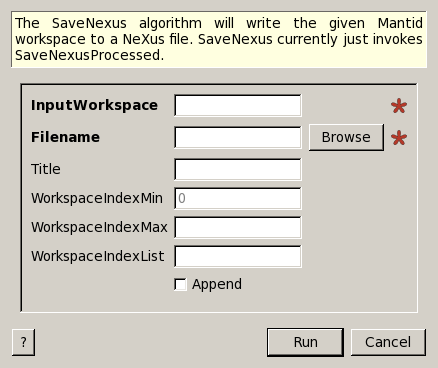 The SaveNexus algorithm will write the given Mantid
workspace to a NeXus file. SaveNexus currently just invokes
SaveNexusProcessed.
InputWorkspace
Filename Browse
Title
WorkspaceIndexMin 0
WorkspaceIndexMax
WorkspaceIndexList
Append
? Run Cancel